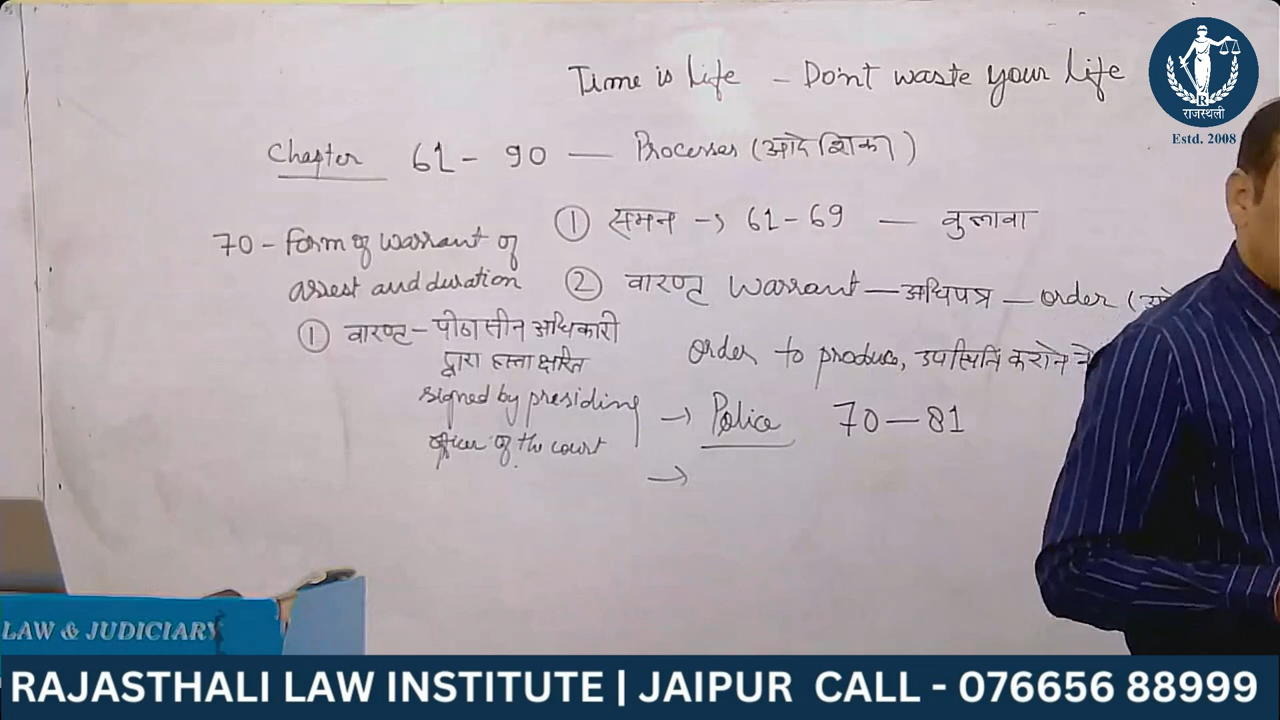 Time is life - Don't waste your life
राजस्थली
Estd. 2008
Chapter 61 - 90 — Processes (आदेशिका)
① समन → 61-69 — बुलावा
② वारण्ट Warrant — अधिपत्र — order (
order to produce, उपस्थिति कराने
→ Police 70 — 81
→
70 - form of warrant of
arrest and duration
① वारण्ट - पीठासीन अधिकारी
द्वारा हस्ताक्षरित
signed by presiding
officer of the court
LAW & JUDICIARY
RAJASTHALI LAW INSTITUTE | JAIPUR CALL - 076656 88999